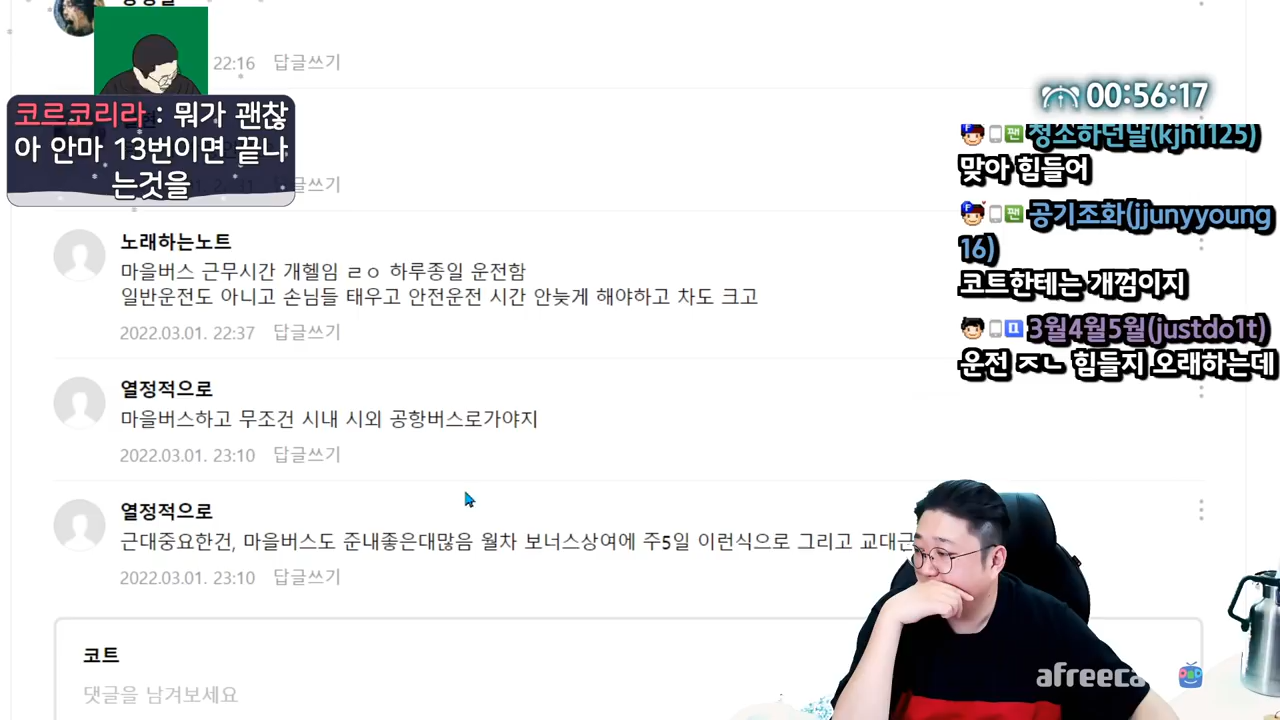 22:16 답글쓰기
코르코리라 : 뭐가 괜찮
아 안마 13번이면 끝나
는것을
글쓰기
노래하는노트
마을버스 근무시간 개헬임 ㄹㅇ 하루종일 운전함
일반운전도 아니고 손님들 태우고 안전운전 시간 안늦게 해야하고 차도 크고
2022.03.01. 22:37 답글쓰기
열정적으로
마을버스하고 무조건 시내 시외 공항버스로가야지
2022.03.01. 23:10 답글쓰기
열정적으로
근대중요한건, 마을버스도 준내좋은대많음 월차 보너스상여에 주5일 이런식으로 그리고 교대근
2022.03.01. 23:10 답글쓰기
코트
댓글을 남겨보세요
00:56:17
팬 청소하던날(kjh1125)
맞아 힘들어
팬 공기조화(jjunyyoung
16)
코트한테는 개껌이지
3월4월5월(justdo1t)
운전 ㅈㄴ 힘들지 오래하는데
afreeca